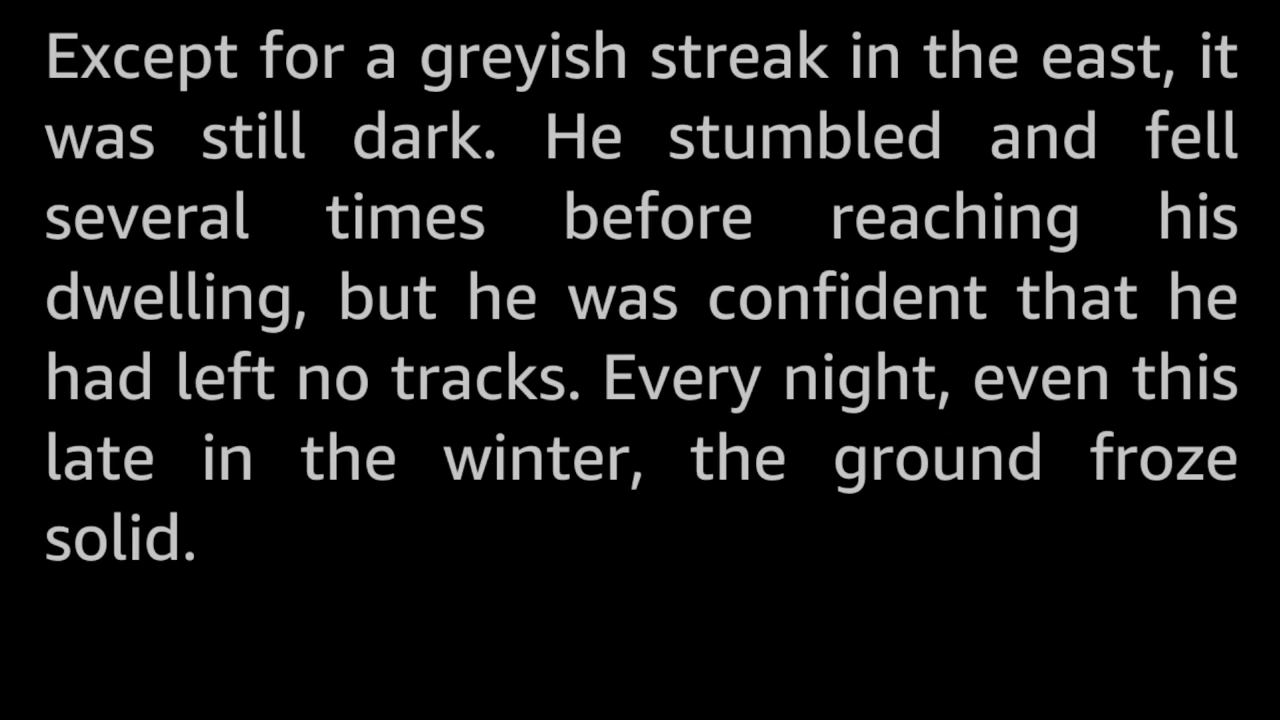 Except for a greyish streak in the east, it
was still dark. He stumbled and fell
several times before reaching his
dwelling, but he was confident that he
had left no tracks. Every night, even this
late in the winter, the ground froze
solid.